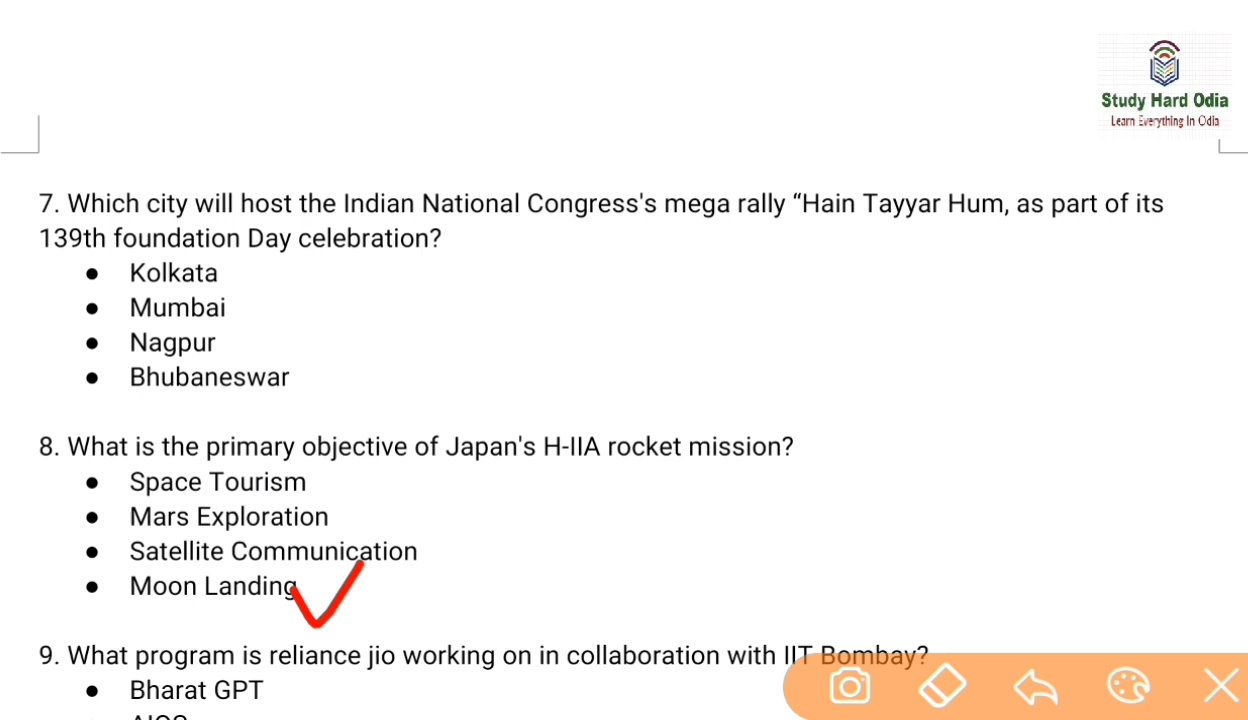 Study Hard Odia
Learn Everything In Odia
7. Which city will host the Indian National Congress's mega rally “Hain Tayyar Hum, as part of its
139th foundation Day celebration?
● Kolkata
● Mumbai
● Nagpur
● Bhubaneswar
8. What is the primary objective of Japan's H-IIA rocket mission?
● Space Tourism
● Mars Exploration
● Satellite Communication
● Moon Landing
9. What program is reliance jio working on in collaboration with IIT Bombay?
● Bharat GPT